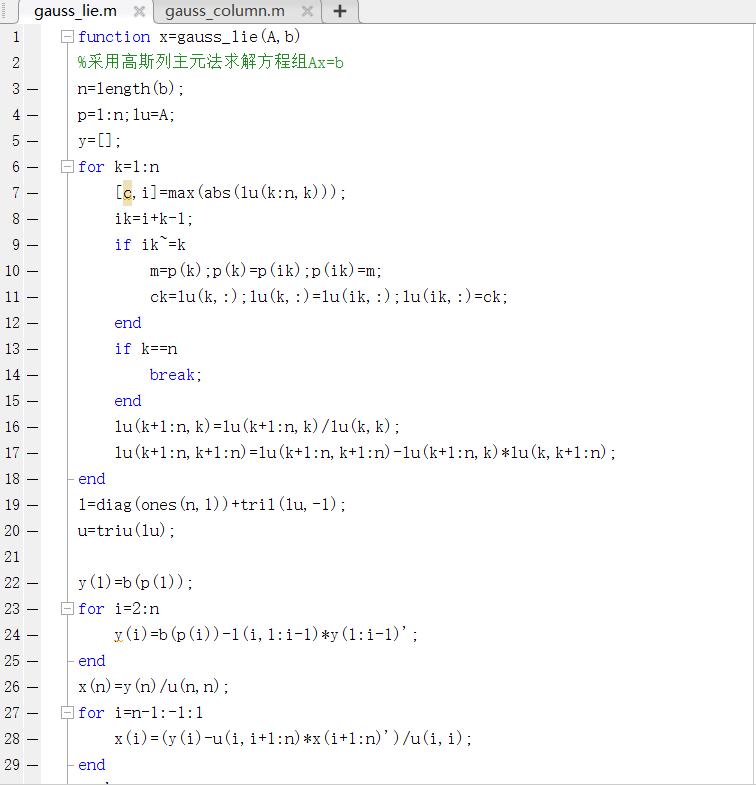 gauss_lie.m × gauss_column.m × +
1 function x=gauss_lie(A,b)
2 %采用高斯列主元法求解方程组Ax=b
3 — n=length(b);
4 — p=1:n;lu=A;
5 — y=[];
6 — for k=1:n
7 — [c,i]=max(abs(lu(k:n,k)));
8 — ik=i+k-1;
9 — if ik~=k
10 — m=p(k);p(k)=p(ik);p(ik)=m;
11 — ck=lu(k,:);lu(k,:)=lu(ik,:);lu(ik,:)=ck;
12 — end
13 — if k==n
14 — break;
15 — end
16 — lu(k+1:n,k)=lu(k+1:n,k)/lu(k,k);
17 — lu(k+1:n,k+1:n)=lu(k+1:n,k+1:n)-lu(k+1:n,k)*lu(k,k+1:n);
18 — end
19 — l=diag(ones(n,1))+tril(lu,-1);
20 — u=triu(lu);
21
22 — y(1)=b(p(1));
23 — for i=2:n
24 — y(i)=b(p(i))-l(i,1:i-1)*y(1:i-1)';
25 — end
26 — x(n)=y(n)/u(n,n);
27 — for i=n-1:-1:1
28 — x(i)=(y(i)-u(i,i+1:n)*x(i+1:n)')/u(i,i);
29 — end